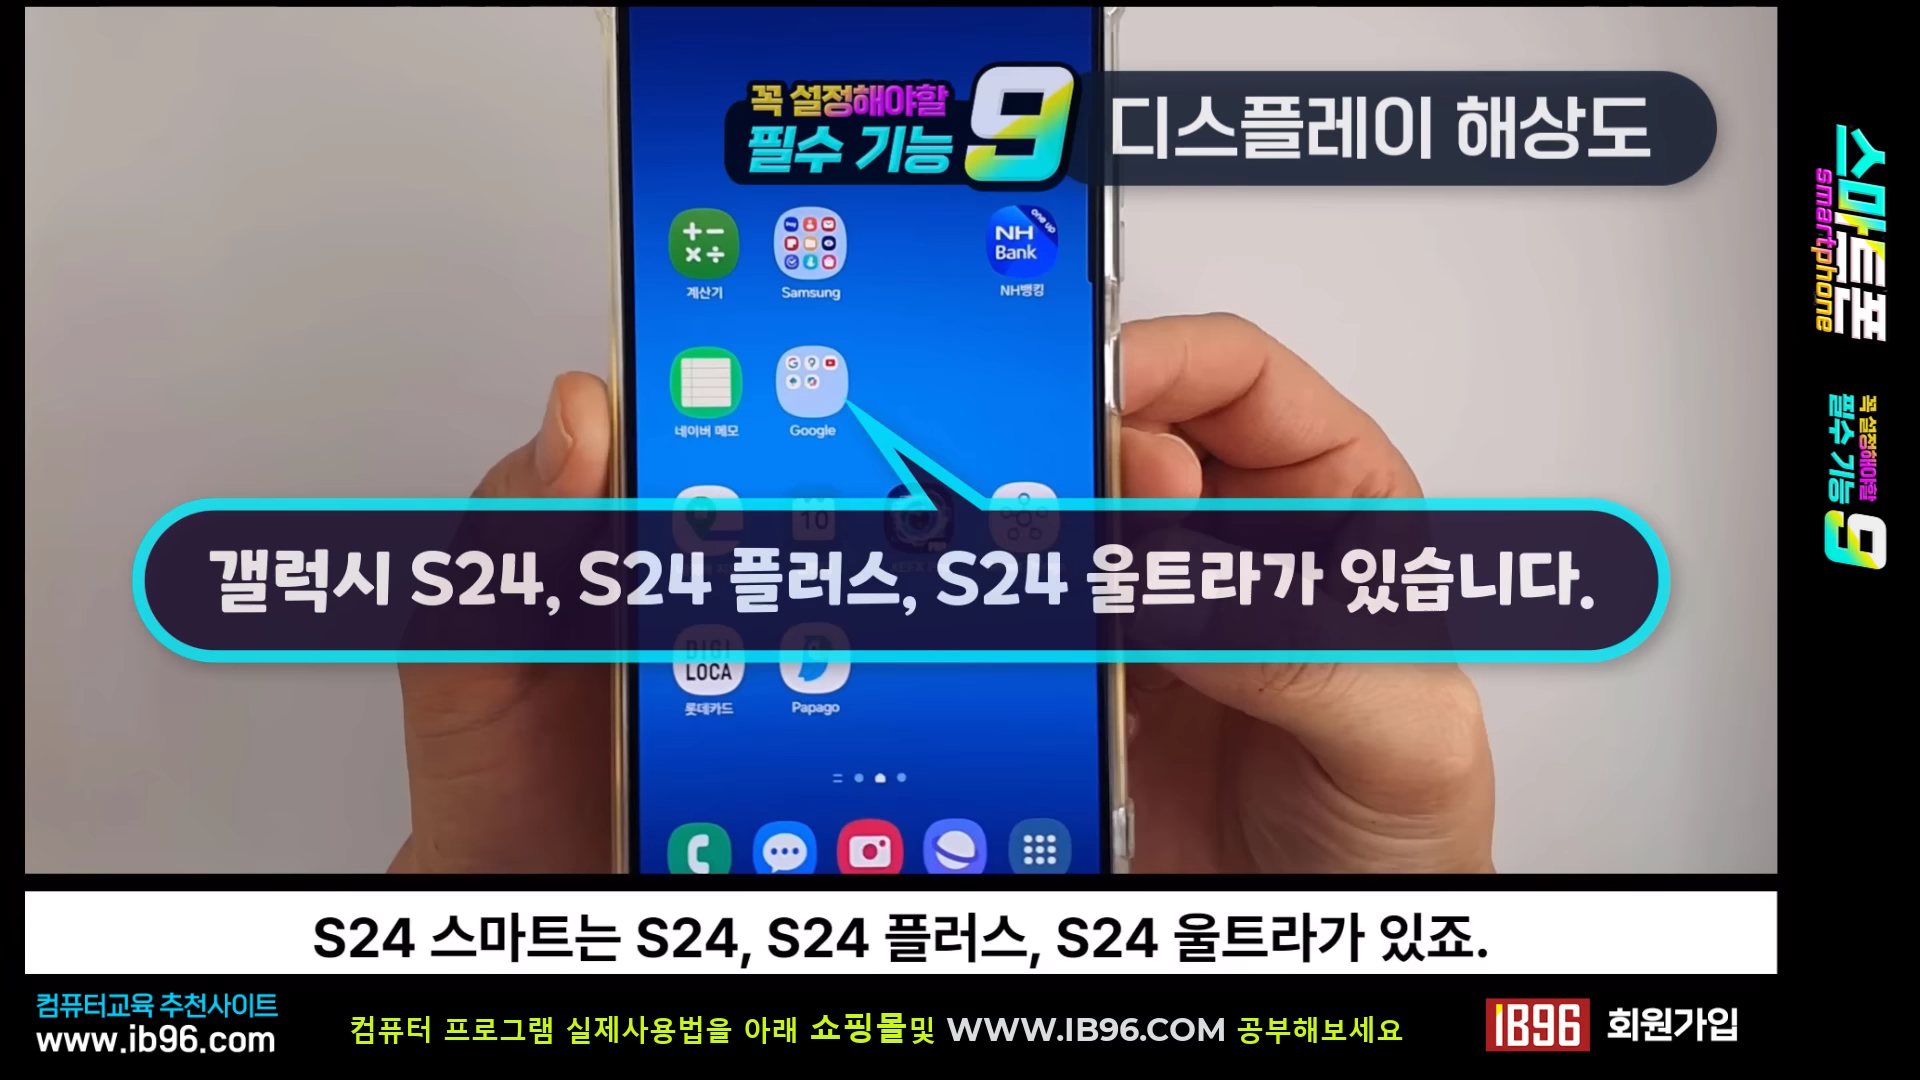 꼭 설정해야할
필수 기능 9
디스플레이 해상도
스마트폰
smartphone
꼭 설정해야할
필수 기능 9
계산기
Samsung
NH
Bank
one up
NH뱅킹
네이버 메모
Google
10
갤럭시 S24, S24 플러스, S24 울트라가 있습니다.
DIGI
LOCA
롯데카드
Papago
S24 스마트는 S24, S24 플러스, S24 울트라가 있죠.
컴퓨터교육 추천사이트
www.ib96.com
컴퓨터 프로그램 실제사용법을 아래 쇼핑몰및 WWW.IB96.COM 공부해보세요
IB96 회원가입